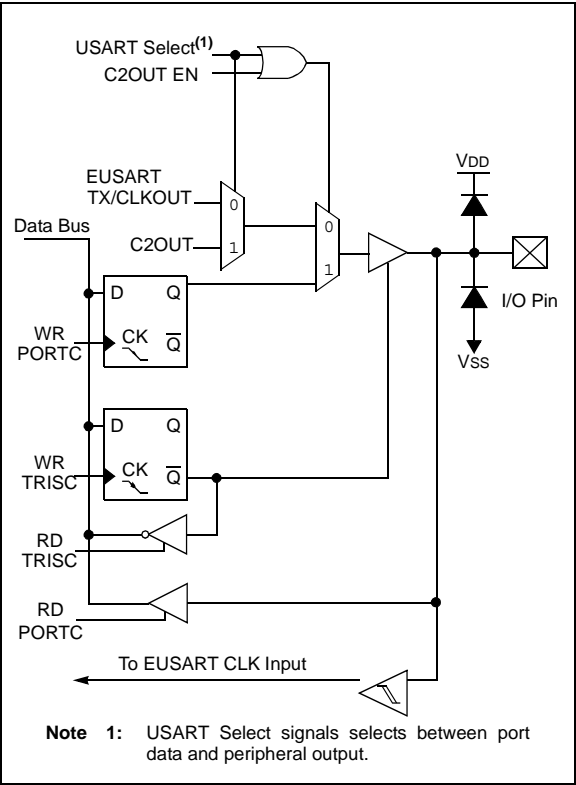 USART Select(1)
C2OUT EN
VDD
EUSART
TX/CLKOUT
0
0
Data Bus
C2OUT
1
1
D Q
I/O Pin
WR
PORTC
CK
Q
VSS
D Q
WR
TRISC
CK
Q
RD
TRISC
RD
PORTC
To EUSART CLK Input
Note 1: USART Select signals selects between port
data and peripheral output.